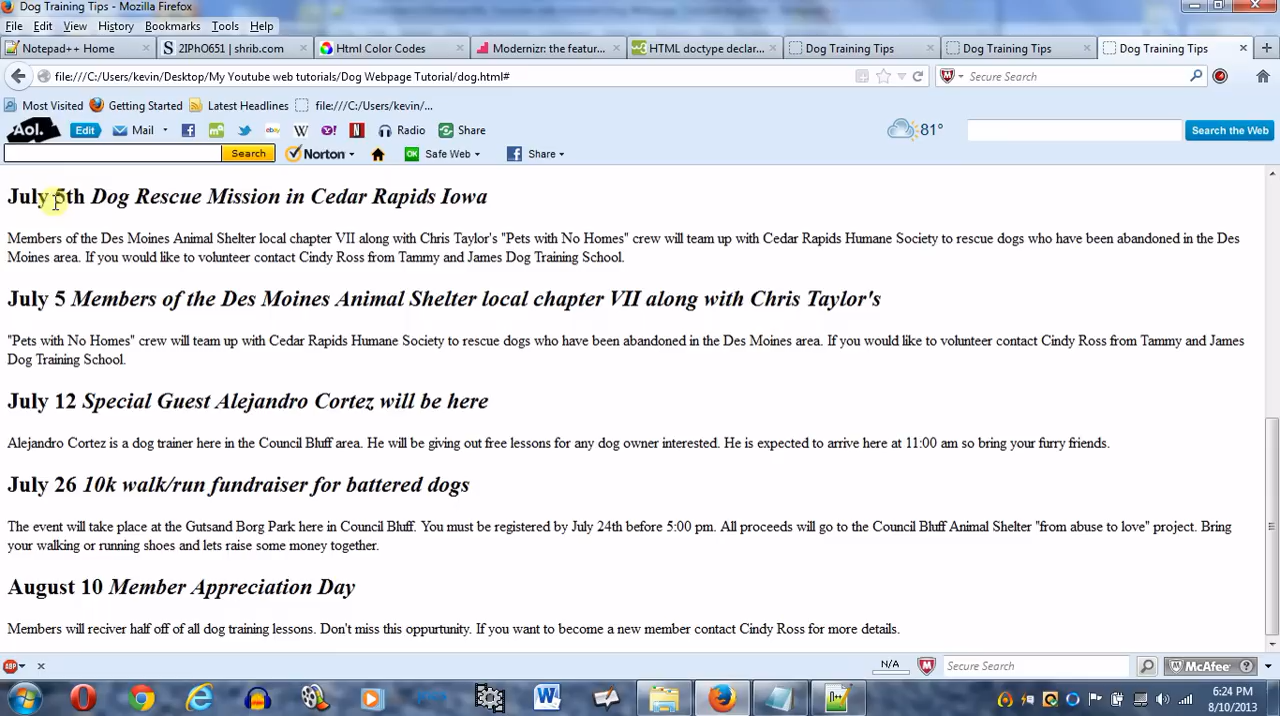 Dog Training Tips - Mozilla Firefox
File Edit View History Bookmarks Tools Help
Notepad++ Home
2IPhO651 | shrib.com
Html Color Codes
Modernizr: the featur...
HTML doctype declar...
Dog Training Tips
Dog Training Tips
Dog Training Tips
file:///C:/Users/kevin/Desktop/My Youtube web tutorials/Dog Webpage Tutorial/dog.html#
Secure Search
Most Visited Getting Started Latest Headlines file:///C:/Users/kevin/...
Aol. Edit Mail Radio Share 81° Search the Web
Search Norton Safe Web Share
July 5th Dog Rescue Mission in Cedar Rapids Iowa
Members of the Des Moines Animal Shelter local chapter VII along with Chris Taylor's "Pets with No Homes" crew will team up with Cedar Rapids Humane Society to rescue dogs who have been abandoned in the Des
Moines area. If you would like to volunteer contact Cindy Ross from Tammy and James Dog Training School.
July 5 Members of the Des Moines Animal Shelter local chapter VII along with Chris Taylor's
"Pets with No Homes" crew will team up with Cedar Rapids Humane Society to rescue dogs who have been abandoned in the Des Moines area. If you would like to volunteer contact Cindy Ross from Tammy and James
Dog Training School.
July 12 Special Guest Alejandro Cortez will be here
Alejandro Cortez is a dog trainer here in the Council Bluff area. He will be giving out free lessons for any dog owner interested. He is expected to arrive here at 11:00 am so bring your furry friends.
July 26 10k walk/run fundraiser for battered dogs
The event will take place at the Gutsand Borg Park here in Council Bluff. You must be registered by July 24th before 5:00 pm. All proceeds will go to the Council Bluff Animal Shelter "from abuse to love" project. Bring
your walking or running shoes and lets raise some money together.
August 10 Member Appreciation Day
Members will reciver half off of all dog training lessons. Don't miss this oppurtunity. If you want to become a new member contact Cindy Ross for more details.
ABP N/A Secure Search McAfee
6:24 PM
8/10/2013